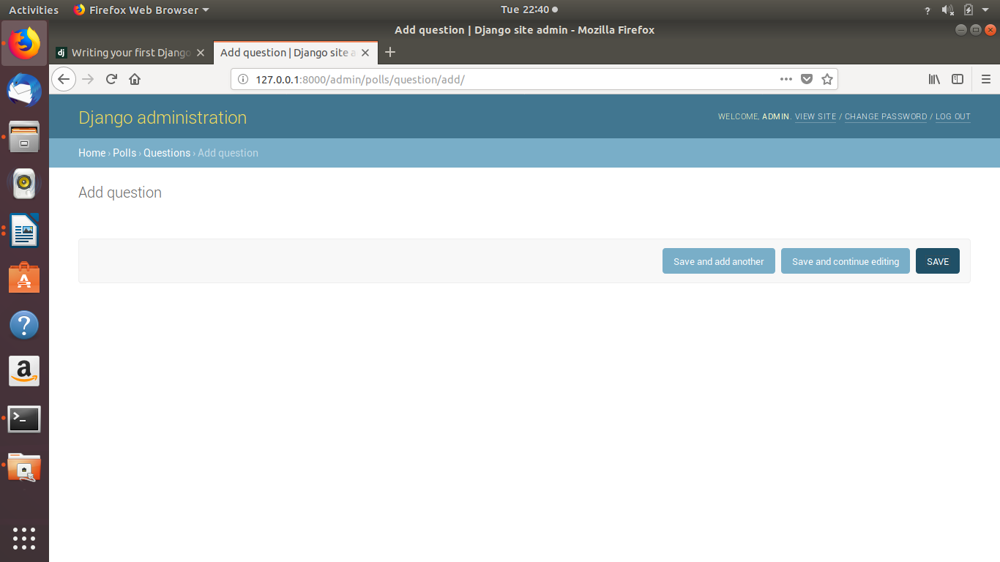 Activities Firefox Web Browser Tue 22:40
Add question | Django site admin - Mozilla Firefox
dj Writing your first Django Add question | Django site a
127.0.0.1:8000/admin/polls/question/add/
Django administration WELCOME, ADMIN. VIEW SITE / CHANGE PASSWORD / LOG OUT
Home › Polls › Questions › Add question
Add question
Save and add another Save and continue editing SAVE